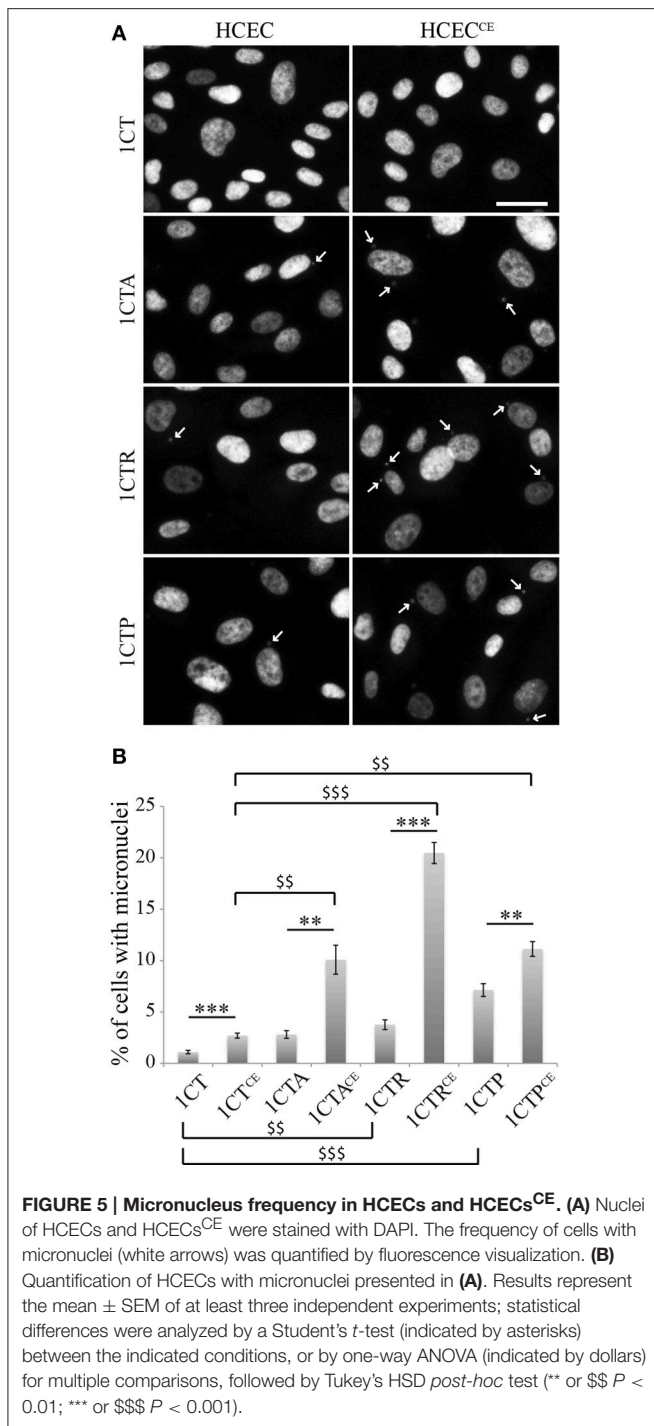 A
HCEC HCECCE
1CT
1CTA
1CTR
1CTP
B
$$
$$$
$$
***
**
***
**
% of cells with micronuclei
25
20
15
10
5
0
1CT 1CTCE 1CTA 1CTACE 1CTR 1CTRCE 1CTP 1CTPCE
$$
$$$
FIGURE 5 | Micronucleus frequency in HCECs and HCECsCE. (A) Nuclei
of HCECs and HCECsCE were stained with DAPI. The frequency of cells with
micronuclei (white arrows) was quantified by fluorescence visualization. (B)
Quantification of HCECs with micronuclei presented in (A). Results represent
the mean ± SEM of at least three independent experiments; statistical
differences were analyzed by a Student's t-test (indicated by asterisks)
between the indicated conditions, or by one-way ANOVA (indicated by dollars)
for multiple comparisons, followed by Tukey's HSD post-hoc test (** or $$ P <
0.01; *** or $$$ P < 0.001).